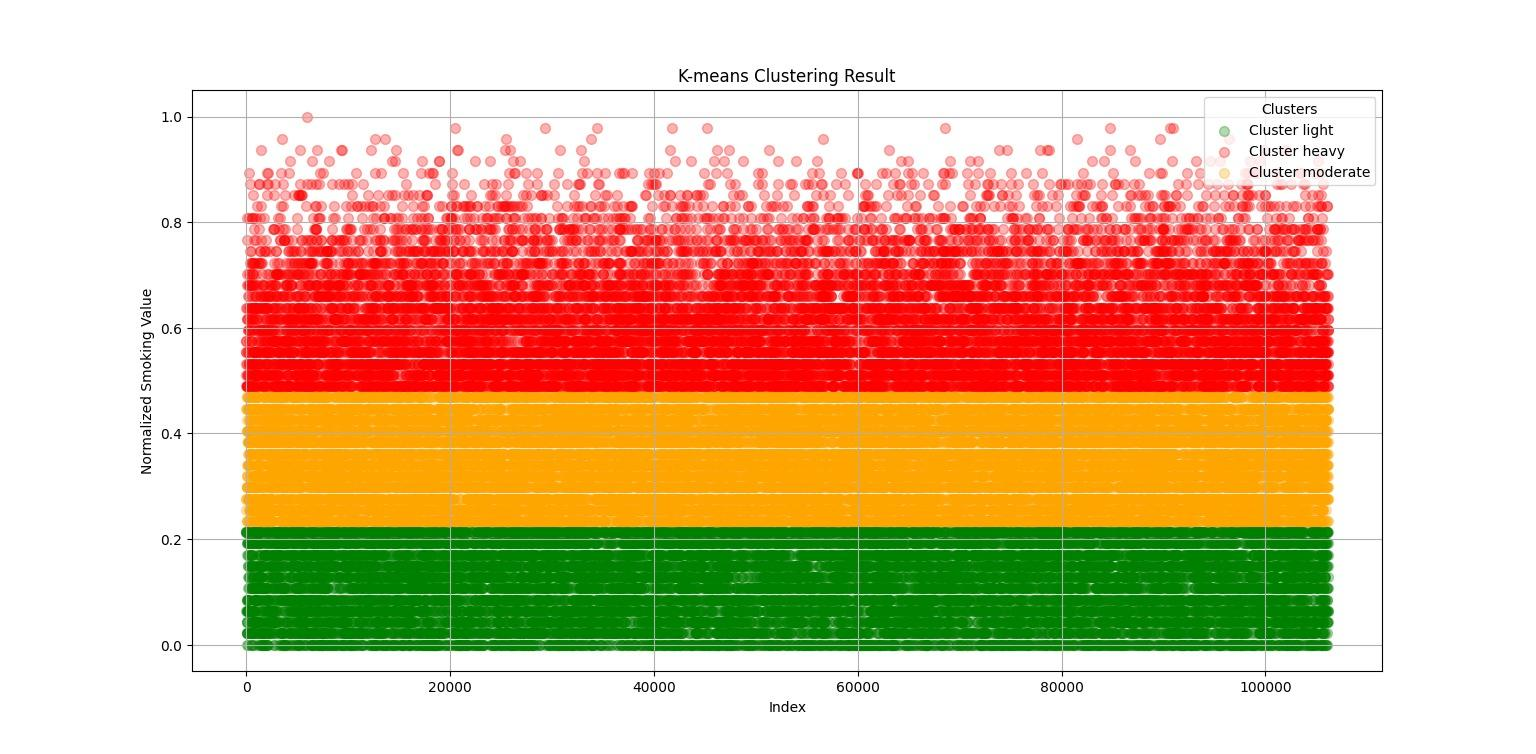 K-means Clustering Result
Normalized Smoking Value
1.0
0.8
0.6
0.4
0.2
0.0
Clusters
Cluster light
Cluster heavy
Cluster moderate
0 20000 40000 60000 80000 100000
Index